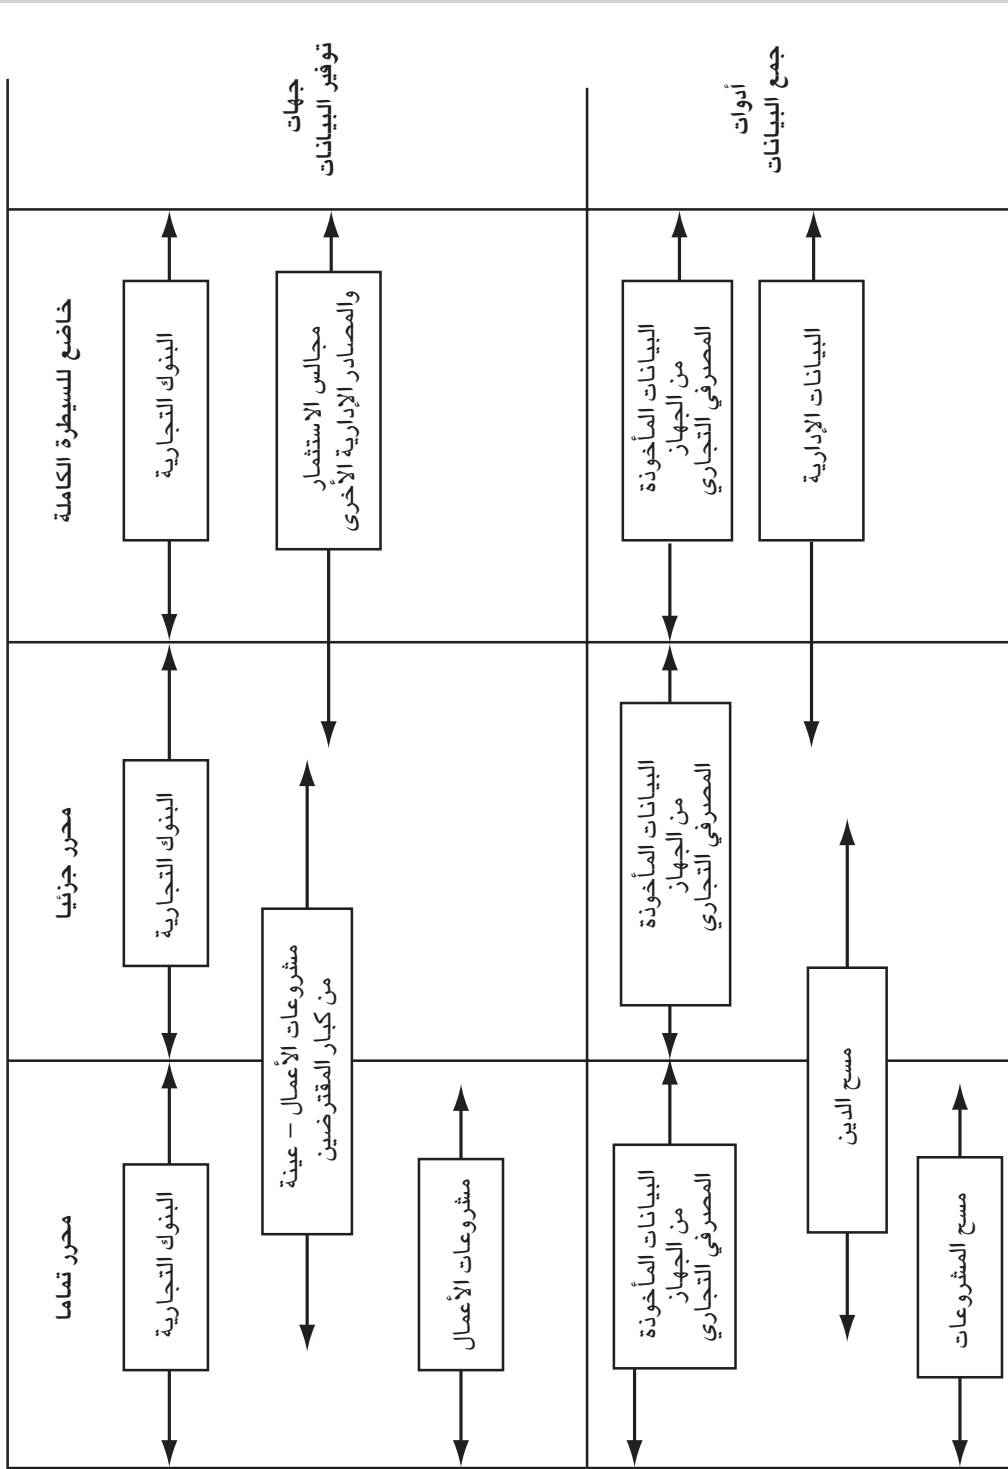 خاضع للسيطرة الكاملة
محرر جزئيا
محرر تماما
جهات
توفير البيانات
البنوك التجارية
البنوك التجارية
البنوك التجارية
مجالس الاستثمار
والمصادر الإدارية الأخرى
مشروعات الأعمال – عينة
من كبار المقترضين
مشروعات الأعمال
أدوات
جمع البيانات
البيانات المأخوذة
من الجهاز
المصرفي التجاري
البيانات المأخوذة
من الجهاز
المصرفي التجاري
البيانات المأخوذة
من الجهاز
المصرفي التجاري
البيانات الإدارية
مسح الدين
مسح المشروعات